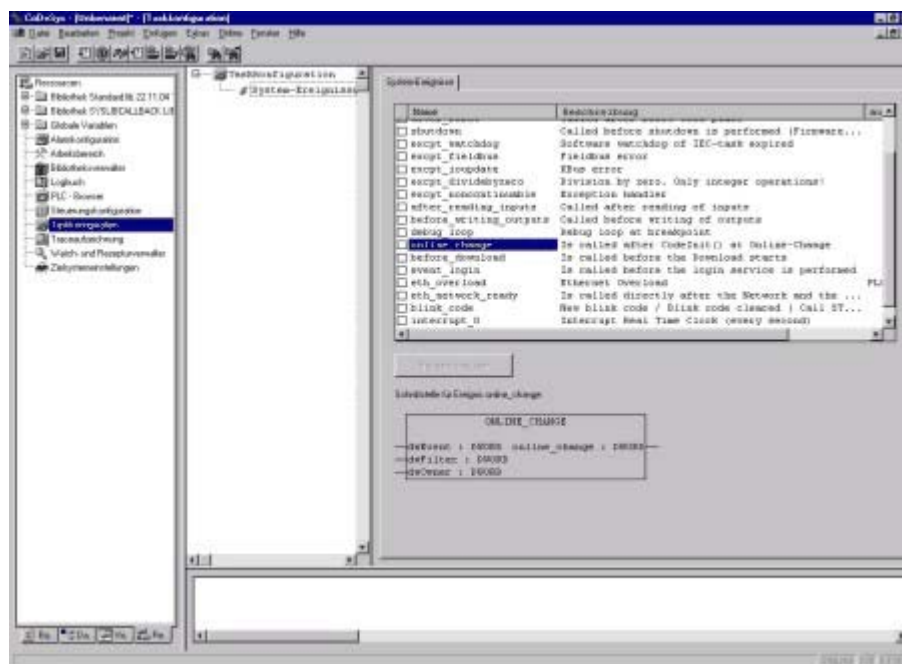 CoDeSys - (Unbenannt)* - [Taskkonfiguration]
Datei Bearbeiten Projekt Einfügen Extras Online Fenster Hilfe
Ressourcen
Bibliothek Standard.lib 22.11.04
Bibliothek SYSLIBCALLBACK.LIB
Globale Variablen
Alarmkonfiguration
Arbeitsbereich
Bibliotheksverwalter
Logbuch
PLC - Browser
Steuerungskonfiguration
Taskkonfiguration
Traceaufzeichnung
Watch- und Rezepturverwalter
Zielsystemeinstellungen
Taskkonfiguration
System-Ereignisse
System-Ereignisse
Name Beschreibung
shutdown Called before shutdown is performed (Firmware...
excpt_watchdog Software watchdog of IEC-task expired
excpt_fieldbus Fieldbus error
excpt_ioupdate KBus error
excpt_dividebyzero Division by zero. Only integer operations!
excpt_noncontinuable Exception handler
after_reading_inputs Called after reading of inputs
before_writing_outputs Called before writing of outputs
debug_loop Debug loop at breakpoint
online_change Is called after CodeInit() at Online-Change
before_download Is called before the Download starts
event_login Is called before the login service is performed
eth_overload Ethernet Overload
eth_network_ready Is called directly after the Network and the ...
blink_code New blink code / Blink code cleared ( Call ST...
interrupt_0 Interrupt Real Time Clock (every second)
Schnittstelle für Ereignis online_change:
ONLINE_CHANGE
dwEvent : DWORD online_change : DWORD
dwFilter : DWORD
dwOwner : DWORD